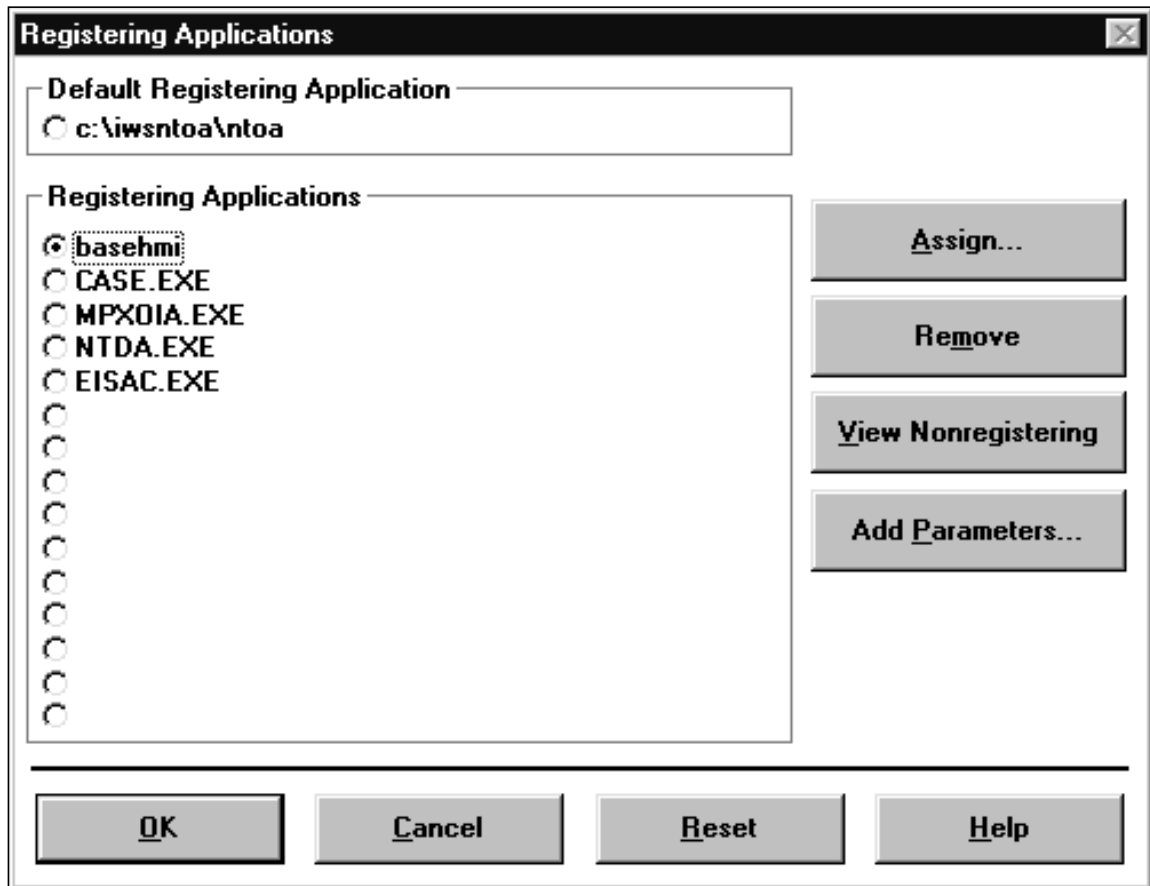 Registering Applications
Default Registering Application
c:\iwsntoa\ntoa
Registering Applications
basehmi
CASE.EXE
MPXOIA.EXE
NTDA.EXE
EISAC.EXE
Assign...
Remove
View Nonregistering
Add Parameters...
OK
Cancel
Reset
Help